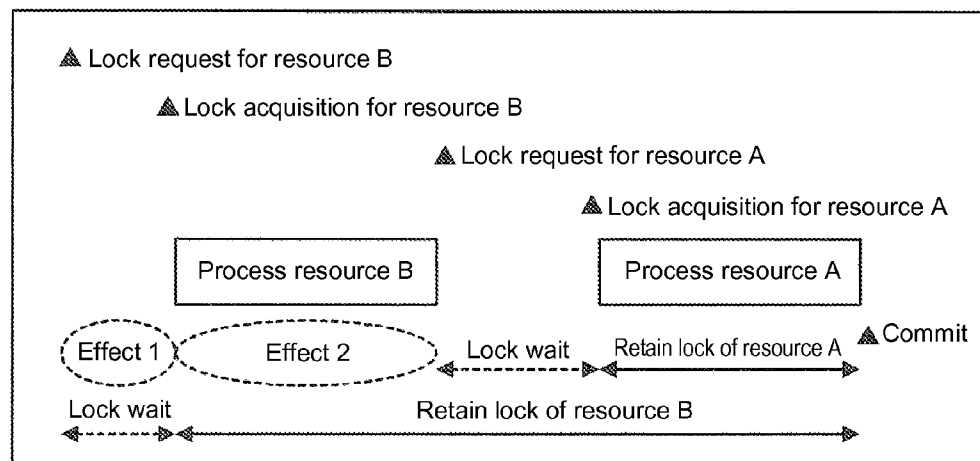 Lock request for resource B
Lock acquisition for resource B
Lock request for resource A
Lock acquisition for resource A
Process resource B
Process resource A
Commit
Effect 1
Effect 2
Lock wait
Retain lock of resource A
Lock wait
Retain lock of resource B